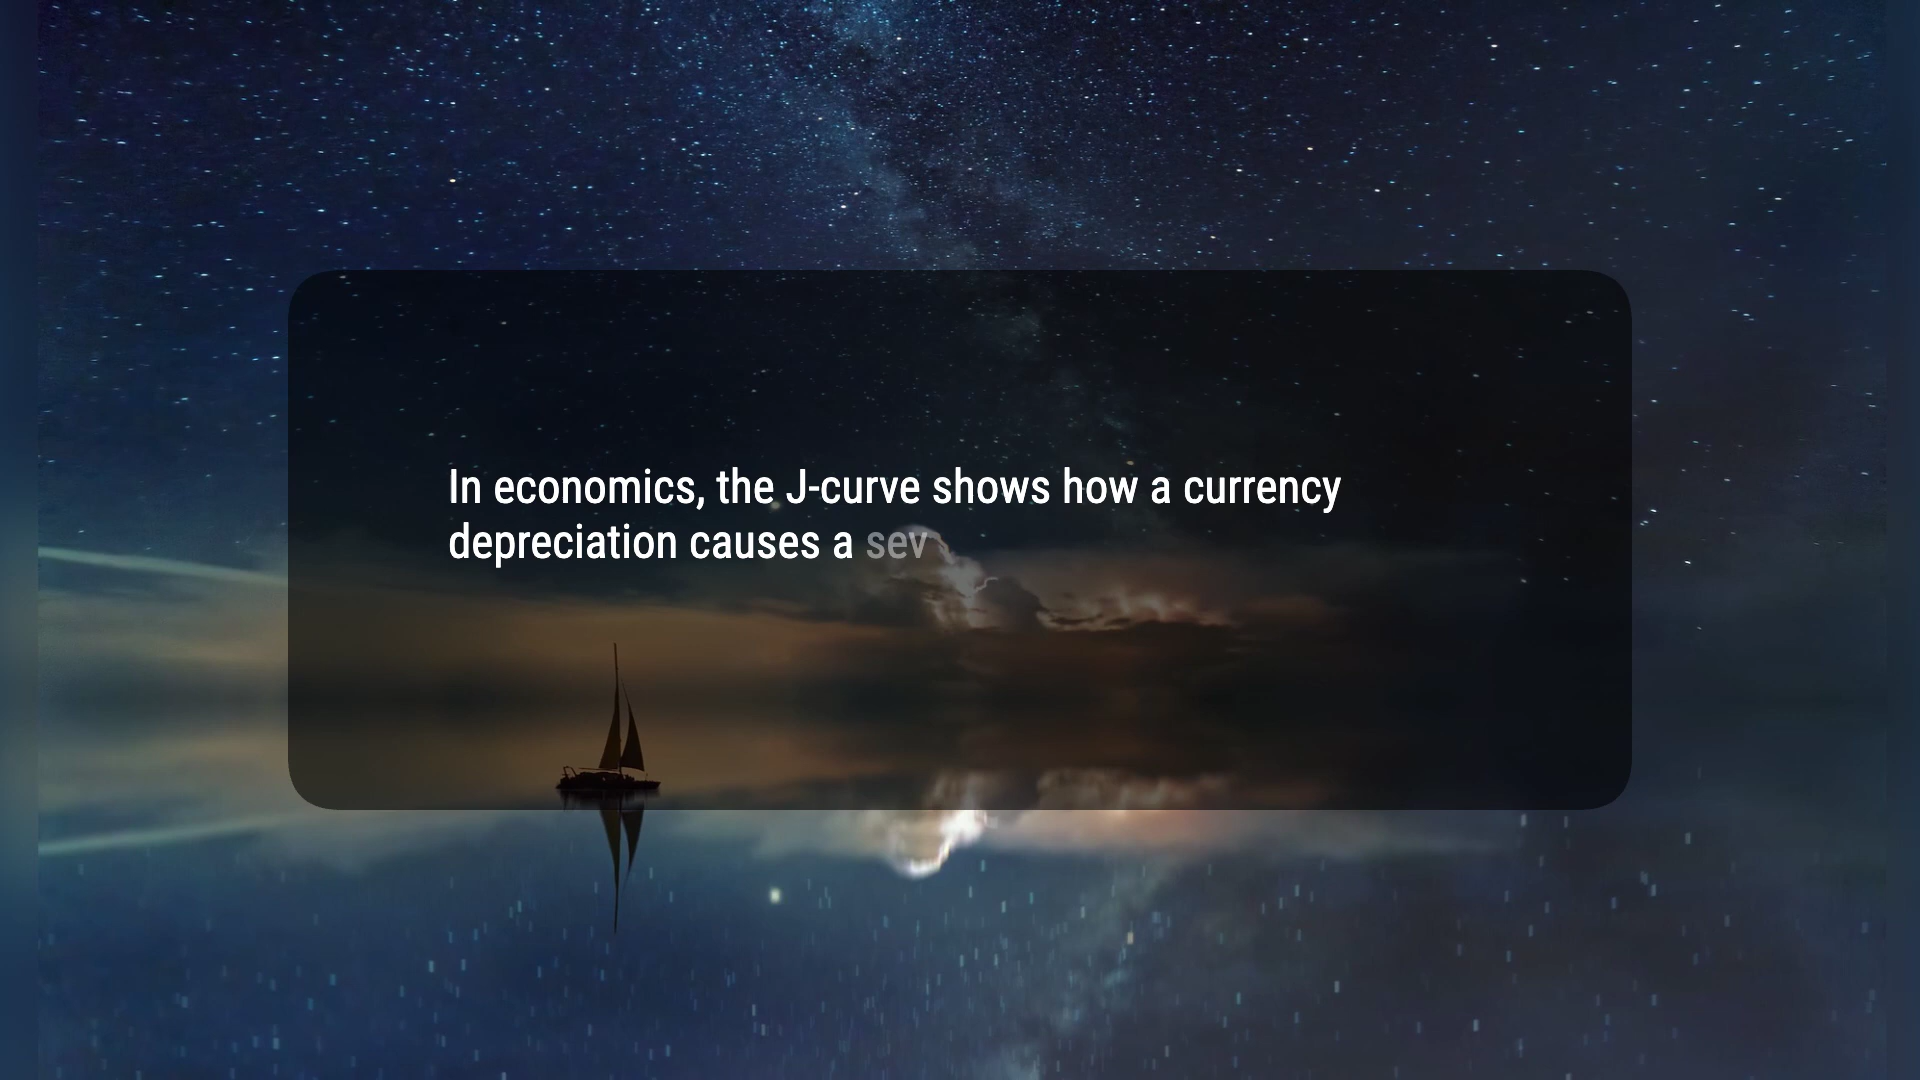 In economics, the J-curve shows how a currency
depreciation causes a sev